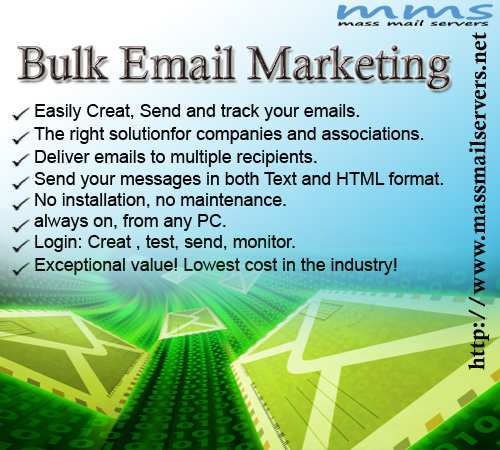 mms
mass mail servers
Bulk Email Marketing
Easily Creat, Send and track your emails.
The right solutionfor companies and associations.
Deliver emails to multiple recipients.
Send your messages in both Text and HTML format.
No installation, no maintenance.
always on, from any PC.
Login: Creat , test, send, monitor.
Exceptional value! Lowest cost in the industry!
http://www.massmailservers.net